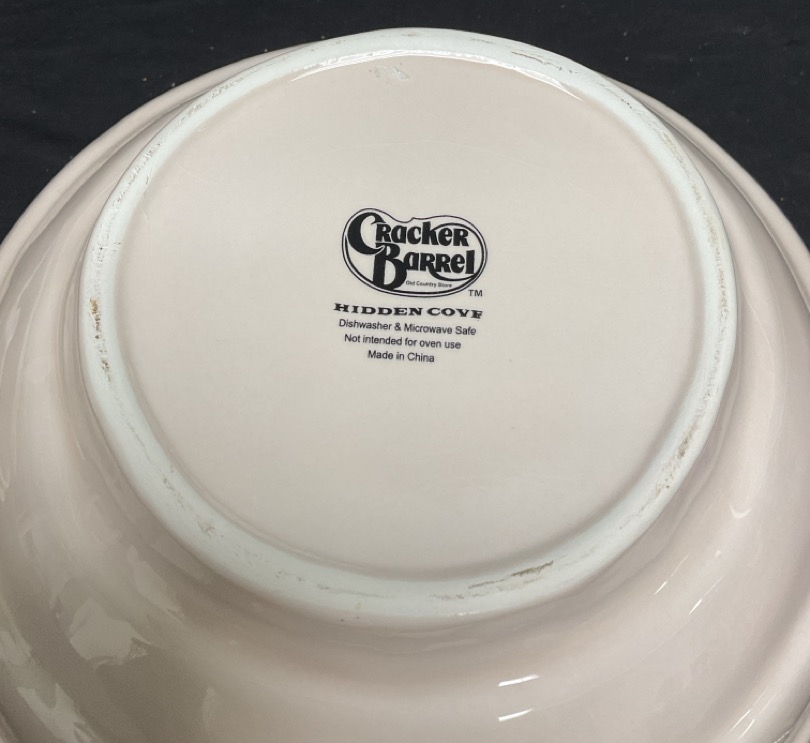 Cracker
Barrel
Old Country Store
TM
HIDDEN COVE
Dishwasher & Microwave Safe
Not intended for oven use
Made in China